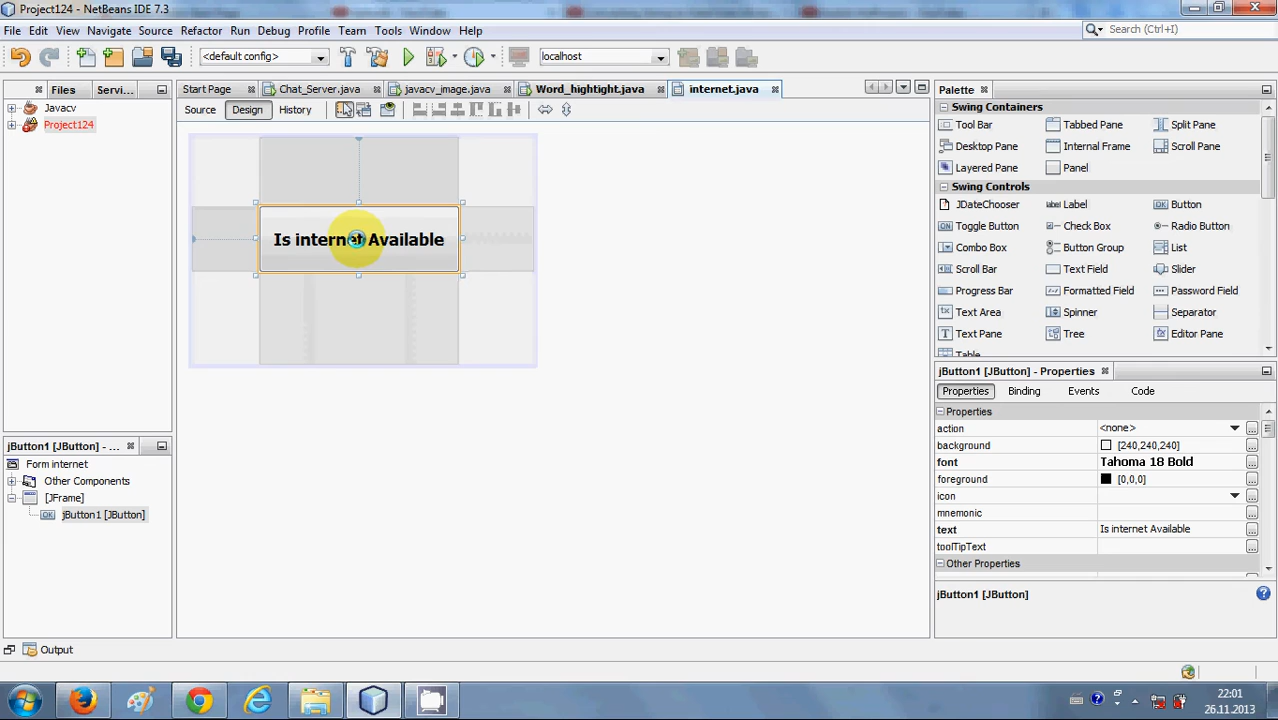 Project124 - NetBeans IDE 7.3
File Edit View Navigate Source Refactor Run Debug Profile Team Tools Window Help
Search (Ctrl+I)
<default config>
localhost
Files Servi...
Start Page Chat_Server.java javacv_image.java Word_hightight.java internet.java
Palette
Javacv
Project124
Source Design History
Swing Containers
Tool Bar Tabbed Pane Split Pane
Desktop Pane Internal Frame Scroll Pane
Layered Pane Panel
Swing Controls
JDateChooser Label Button
Toggle Button Check Box Radio Button
Combo Box Button Group List
Scroll Bar Text Field Slider
Progress Bar Formatted Field Password Field
Text Area Spinner Separator
Text Pane Tree Editor Pane
Table
Is internet Available
jButton1 [JButton] - Properties
Properties Binding Events Code
Properties
action <none>
background [240,240,240]
font Tahoma 18 Bold
foreground [0,0,0]
icon
mnemonic
text Is internet Available
toolTipText
Other Properties
jButton1 [JButton]
jButton1 [JButton] - ...
Form internet
Other Components
[JFrame]
jButton1 [JButton]
Output
22:01
26.11.2013